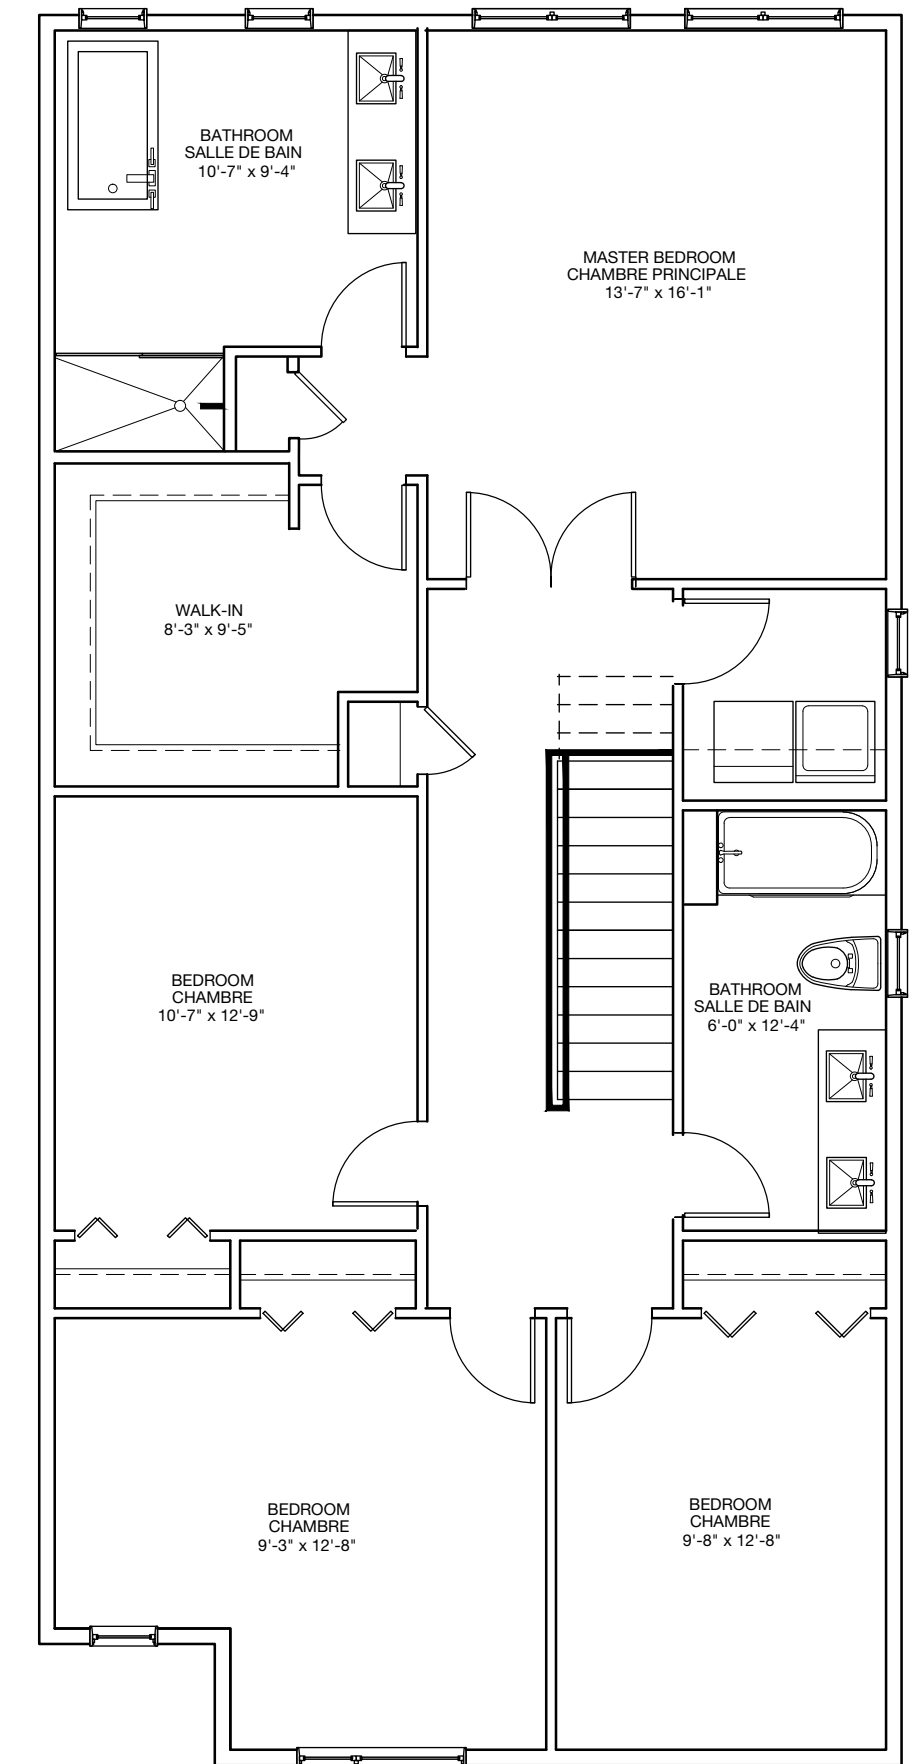 BATHROOM
SALLE DE BAIN
10'-7" x 9'-4"
MASTER BEDROOM
CHAMBRE PRINCIPALE
13'-7" x 16'-1"
WALK-IN
8'-3" x 9'-5"
BEDROOM
CHAMBRE
10'-7" x 12'-9"
BATHROOM
SALLE DE BAIN
6'-0" x 12'-4"
BEDROOM
CHAMBRE
9'-3" x 12'-8"
BEDROOM
CHAMBRE
9'-8" x 12'-8"